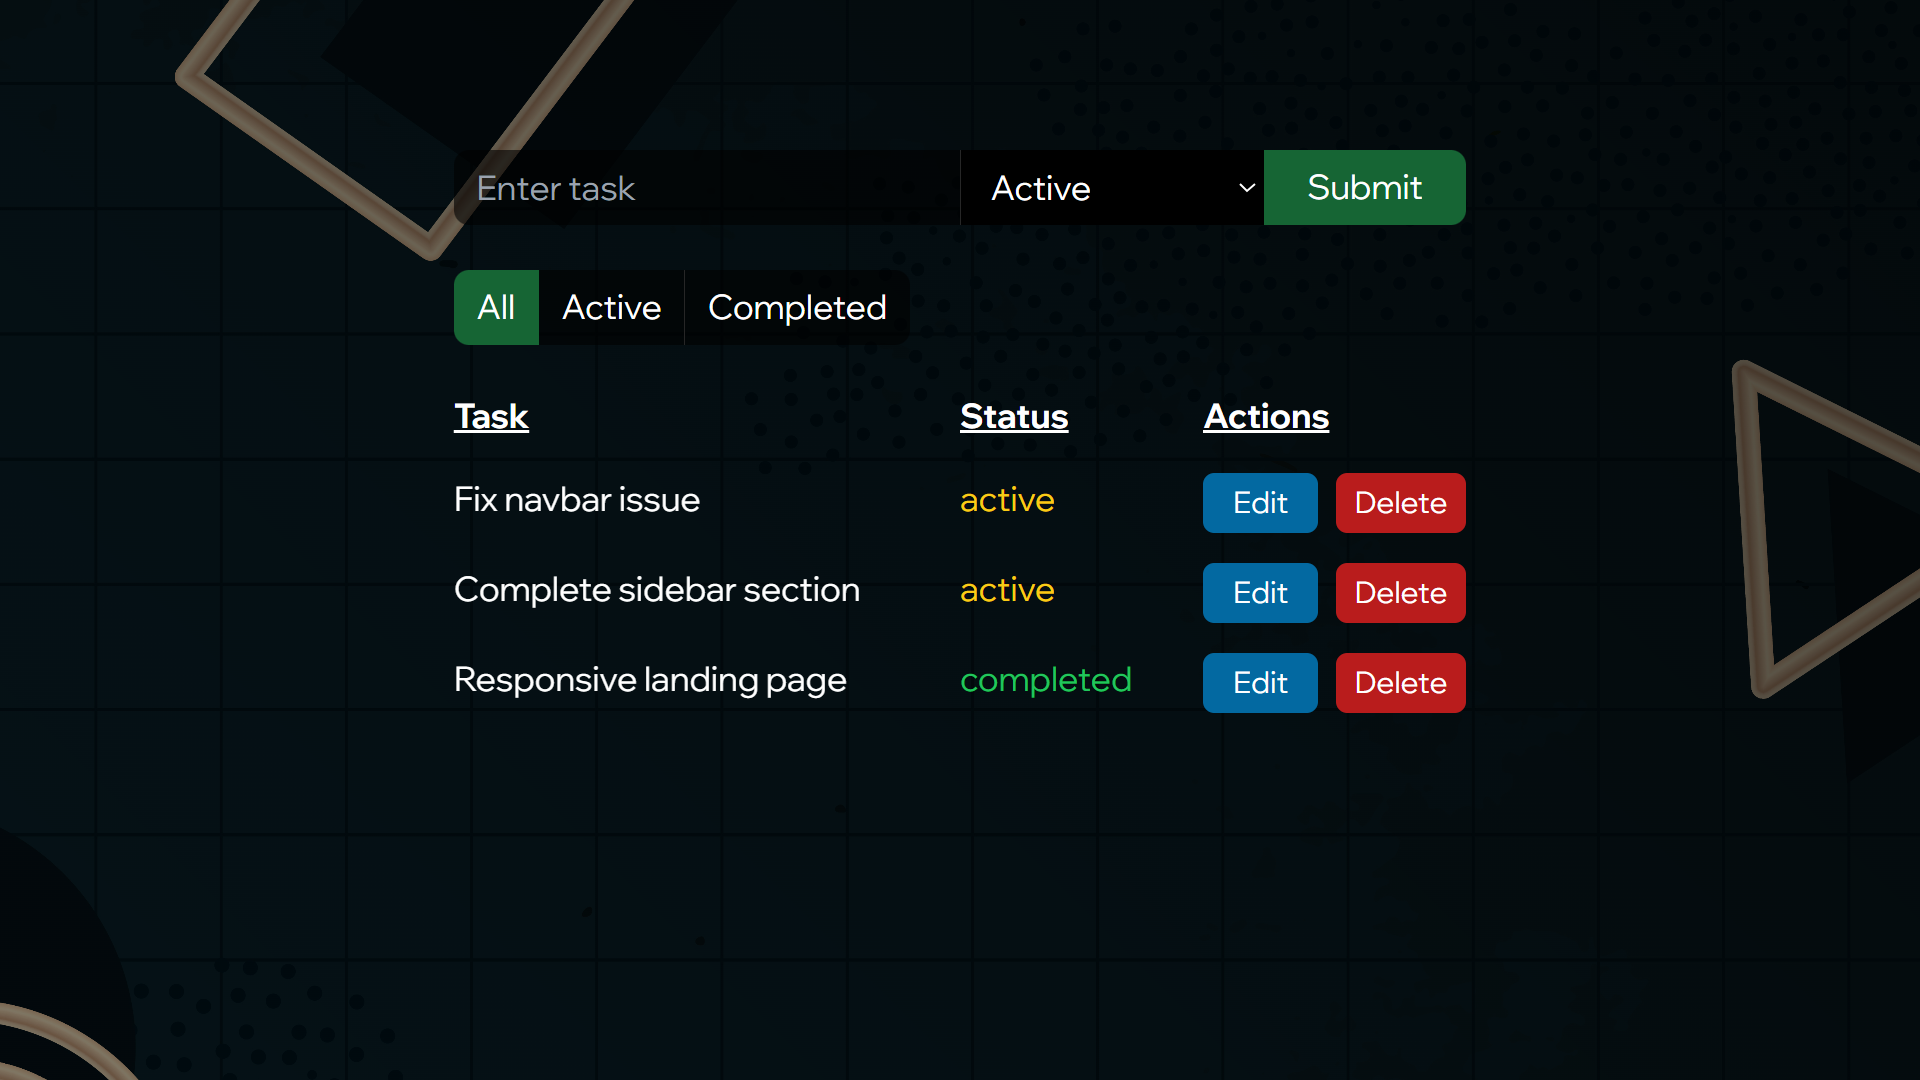 Enter task Active Submit
All Active Completed
Task Status Actions
Fix navbar issue active Edit Delete
Complete sidebar section active Edit Delete
Responsive landing page completed Edit Delete